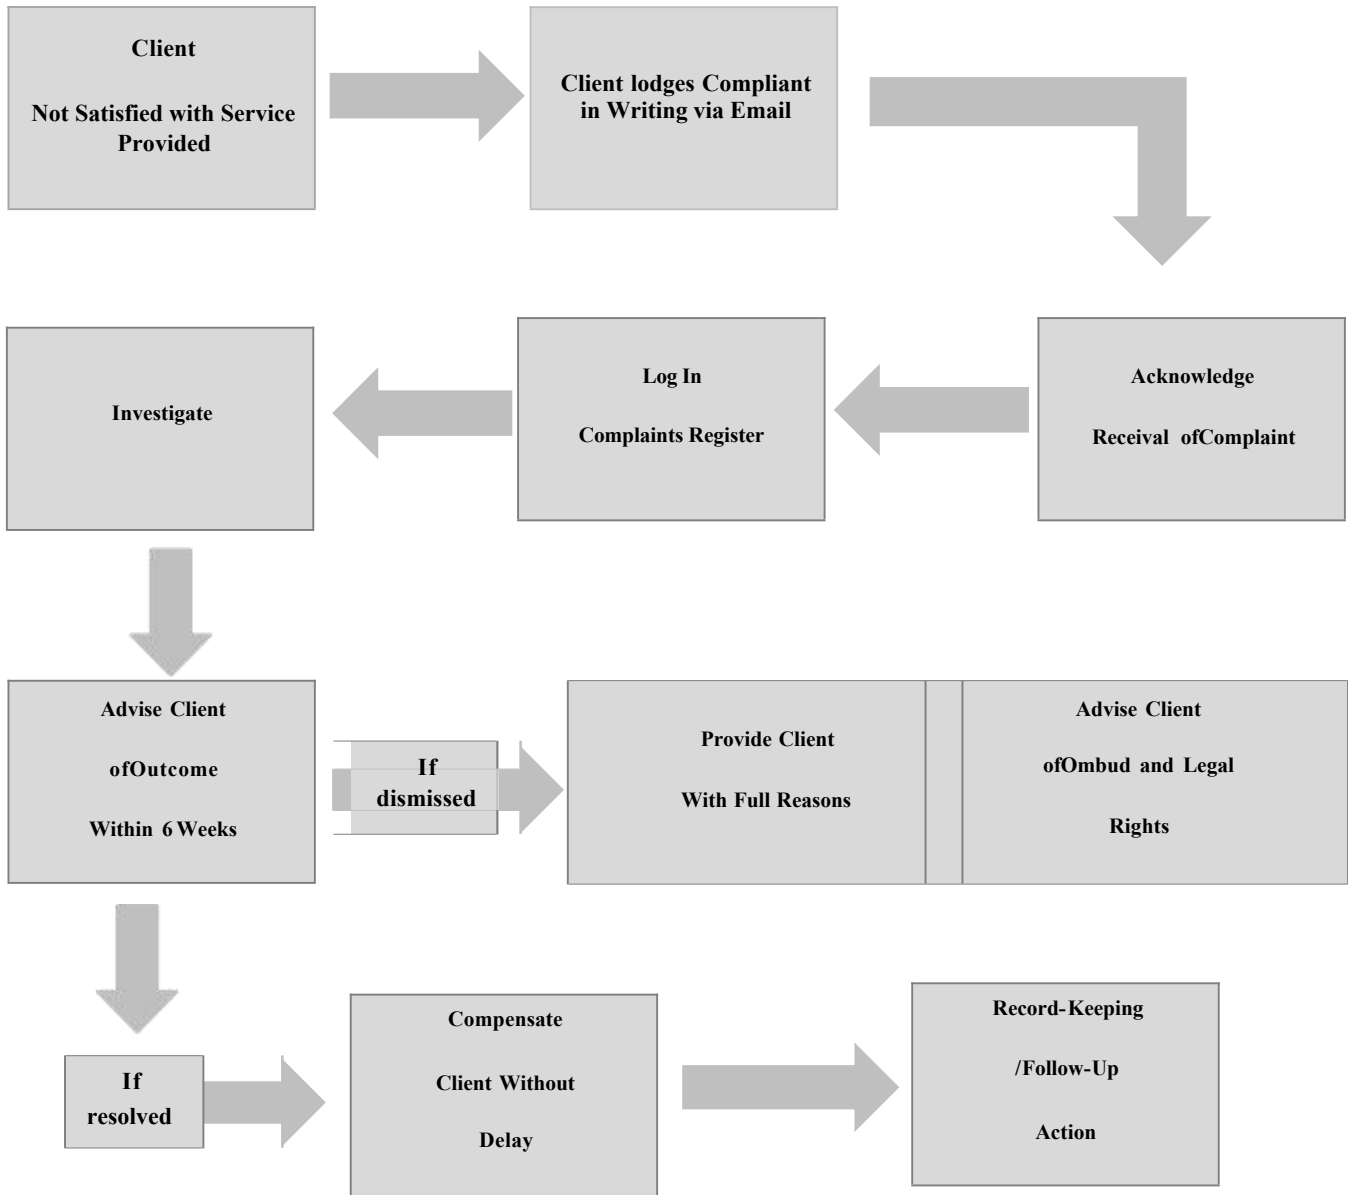 Client
Not Satisfied with Service
Provided
Client lodges Compliant
in Writing via Email
Acknowledge
Receival ofComplaint
Log In
Complaints Register
Investigate
Advise Client
ofOutcome
Within 6 Weeks
If
dismissed
Provide Client
With Full Reasons
Advise Client
ofOmbud and Legal
Rights
If
resolved
Compensate
Client Without
Delay
Record-Keeping
/Follow-Up
Action